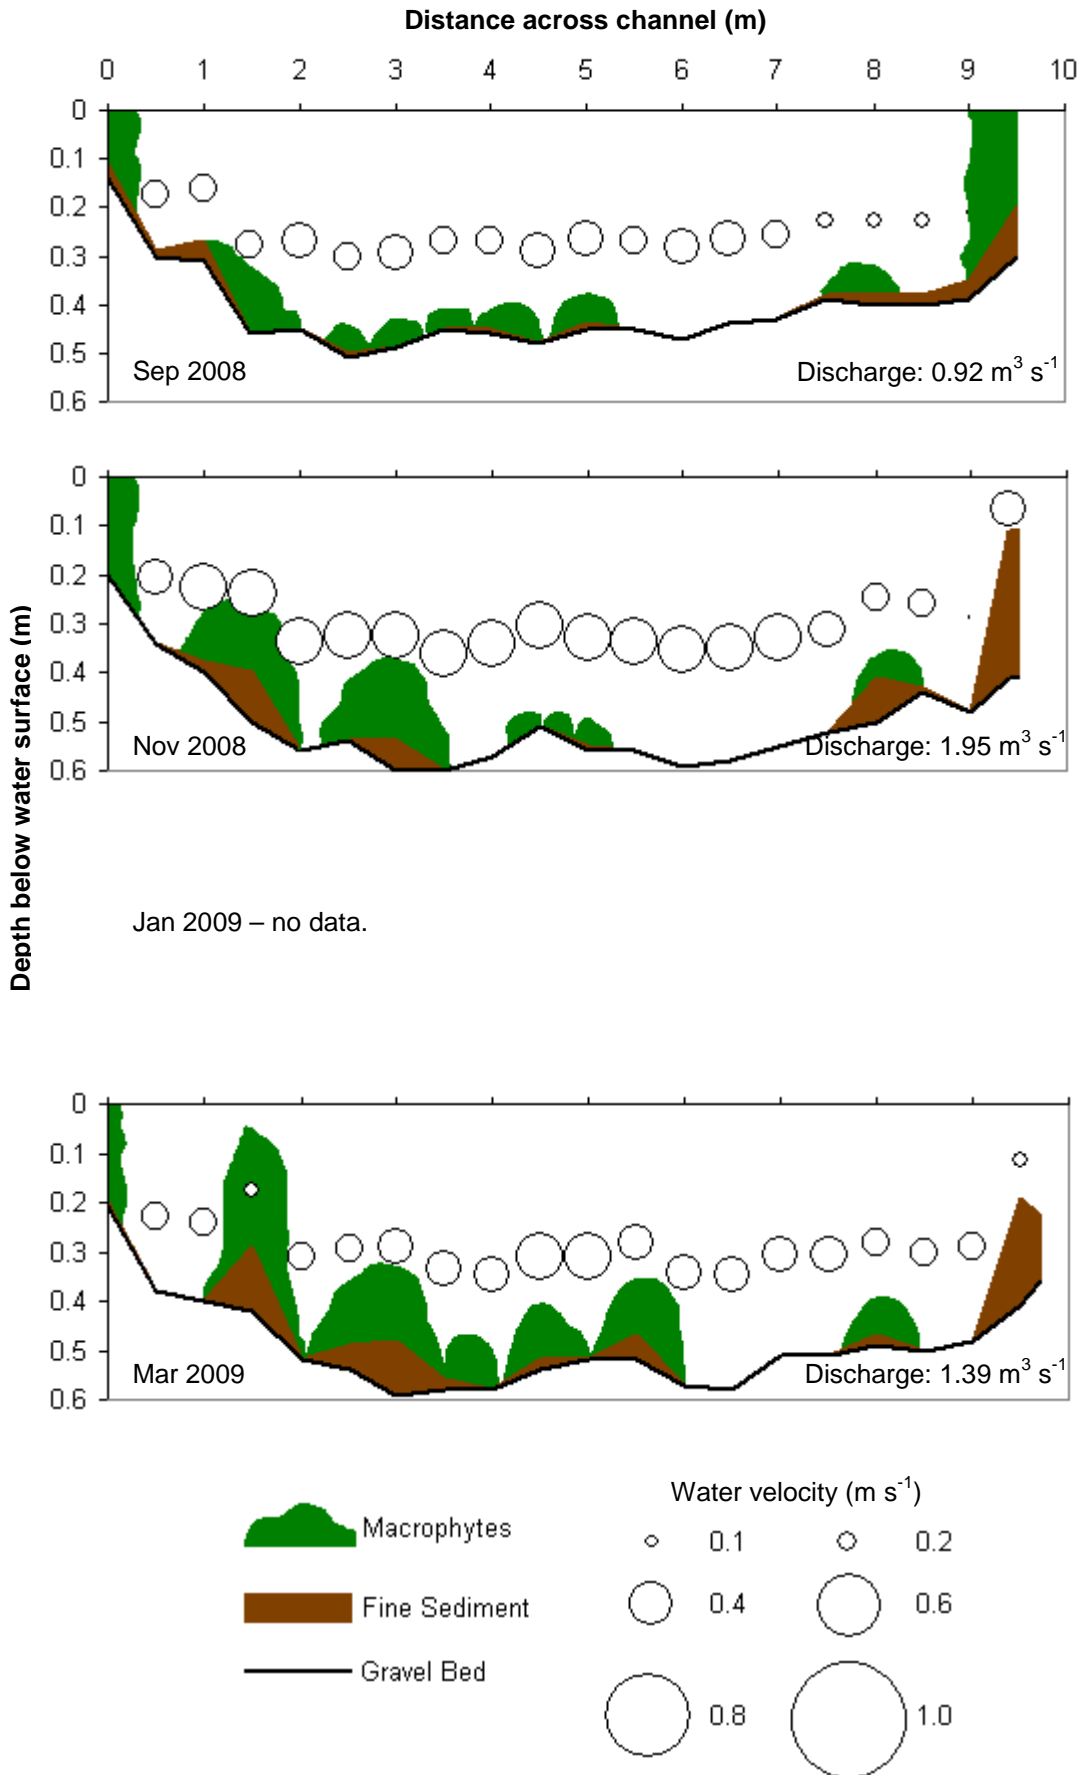 Distance across channel (m)
0 1 2 3 4 5 6 7 8 9 10
0
0.1
0.2
0.3
0.4
0.5
0.6
Sep 2008
Discharge: 0.92 m³ s⁻¹
0
0.1
0.2
0.3
0.4
0.5
0.6
Nov 2008
Discharge: 1.95 m³ s⁻¹
Depth below water surface (m)
Jan 2009 – no data.
0
0.1
0.2
0.3
0.4
0.5
0.6
Mar 2009
Discharge: 1.39 m³ s⁻¹
Macrophytes
Fine Sediment
Gravel Bed
Water velocity (m s⁻¹)
0.1 0.2
0.4 0.6
0.8 1.0